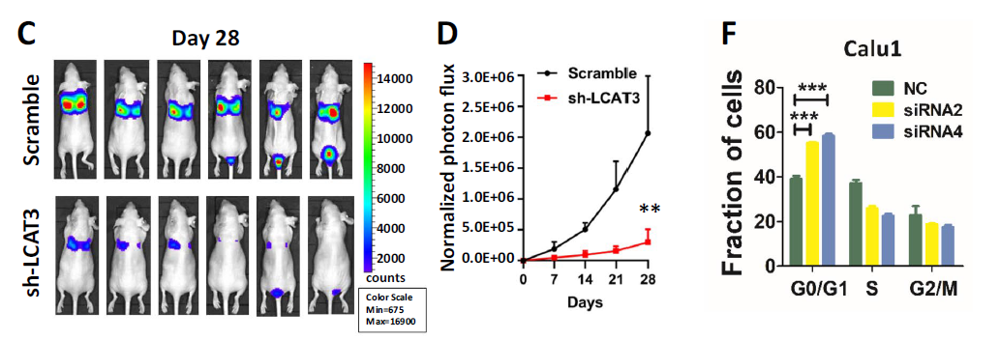 C
Day 28
Scramble
sh-LCAT3
14000
12000
10000
8000
6000
4000
2000
counts
Color Scale
Min=675
Max=16900
D
Normalized photon flux
3.0E+06
2.5E+06
2.0E+06
1.5E+06
1.0E+06
5.0E+05
0.0E+00
Scramble
sh-LCAT3
**
0 7 14 21 28
Days
F
Calu1
Fraction of cells
80
60
40
20
0
NC
siRNA2
siRNA4
***
***
G0/G1 S G2/M